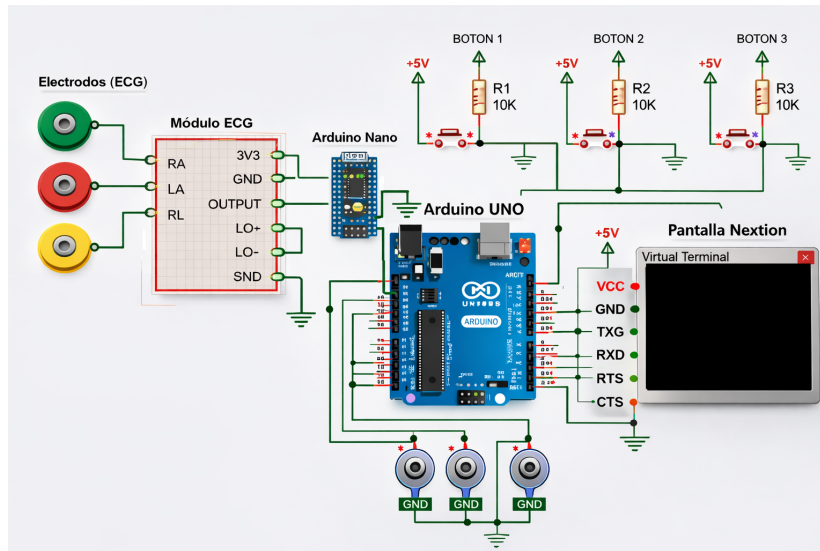 BOTON 1
BOTON 2
BOTON 3
+5V
+5V
+5V
R1
10K
R2
10K
R3
10K
Electrodos (ECG)
Módulo ECG
Arduino Nano
RA
LA
RL
3V3
GND
OUTPUT
LO+
LO-
SND
Arduino UNO
Pantalla Nextion
+5V
Virtual Terminal
VCC
GND
TXG
RXD
RTS
CTS
ARDUINO
GND
GND
GND